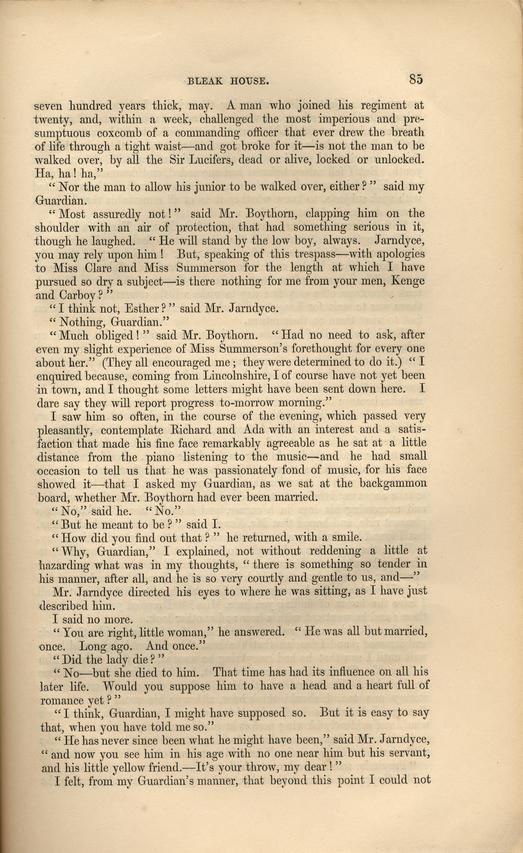 BLEAK HOUSE. 85
seven hundred years thick, may. A man who joined his regiment at
twenty, and, within a week, challenged the most imperious and pre-
sumptuous coxcomb of a commanding officer that ever drew the breath
of life through a tight waist—and got broke for it—is not the man to be
walked over, by all the Sir Lucifers, dead or alive, locked or unlocked.
Ha, ha! ha,"
"Nor the man to allow his junior to be walked over, either?" said my
Guardian.
"Most assuredly not!" said Mr. Boythorn, clapping him on the
shoulder with an air of protection, that had something serious in it,
though he laughed. "He will stand by the low boy, always. Jarndyce,
you may rely upon him! But, speaking of this trespass—with apologies
to Miss Clare and Miss Summerson for the length at which I have
pursued so dry a subject—is there nothing for me from your men, Kenge
and Carboy?"
"I think not, Esther?" said Mr. Jarndyce.
"Nothing, Guardian."
"Much obliged!" said Mr. Boythorn. "Had no need to ask, after
even my slight experience of Miss Summerson's forethought for every one
about her." (They all encouraged me; they were determined to do it.) "I
enquired because, coming from Lincolnshire, I of course have not yet been
in town, and I thought some letters might have been sent down here. I
dare say they will report progress to-morrow morning."
I saw him so often, in the course of the evening, which passed very
pleasantly, contemplate Richard and Ada with an interest and a satis-
faction that made his fine face remarkably agreeable as he sat at a little
distance from the piano listening to the music—and he had small
occasion to tell us that he was passionately fond of music, for his face
showed it—that I asked my Guardian, as we sat at the backgammon
board, whether Mr. Boythorn had ever been married.
"No," said he. "No."
"But he meant to be?" said I.
"How did you find out that?" he returned, with a smile.
"Why, Guardian," I explained, not without reddening a little at
hazarding what was in my thoughts, "there is something so tender in
his manner, after all, and he is so very courtly and gentle to us, and—"
Mr. Jarndyce directed his eyes to where he was sitting, as I have just
described him.
I said no more.
"You are right, little woman," he answered. "He was all but married,
once. Long ago. And once."
"Did the lady die?"
"No—but she died to him. That time has had its influence on all his
later life. Would you suppose him to have a head and a heart full of
romance yet?"
"I think, Guardian, I might have supposed so. But it is easy to say
that, when you have told me so."
"He has never since been what he might have been," said Mr. Jarndyce,
"and now you see him in his age with no one near him but his servant,
and his little yellow friend.—It's your throw, my dear!"
I felt, from my Guardian's manner, that beyond this point I could not